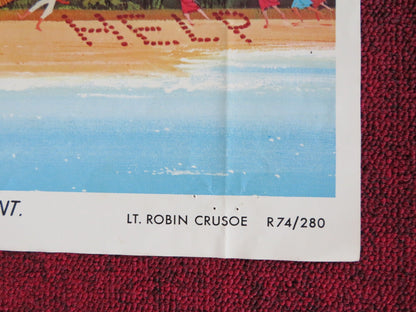 HELP
NT.
LT. ROBIN CRUSOE R74/280